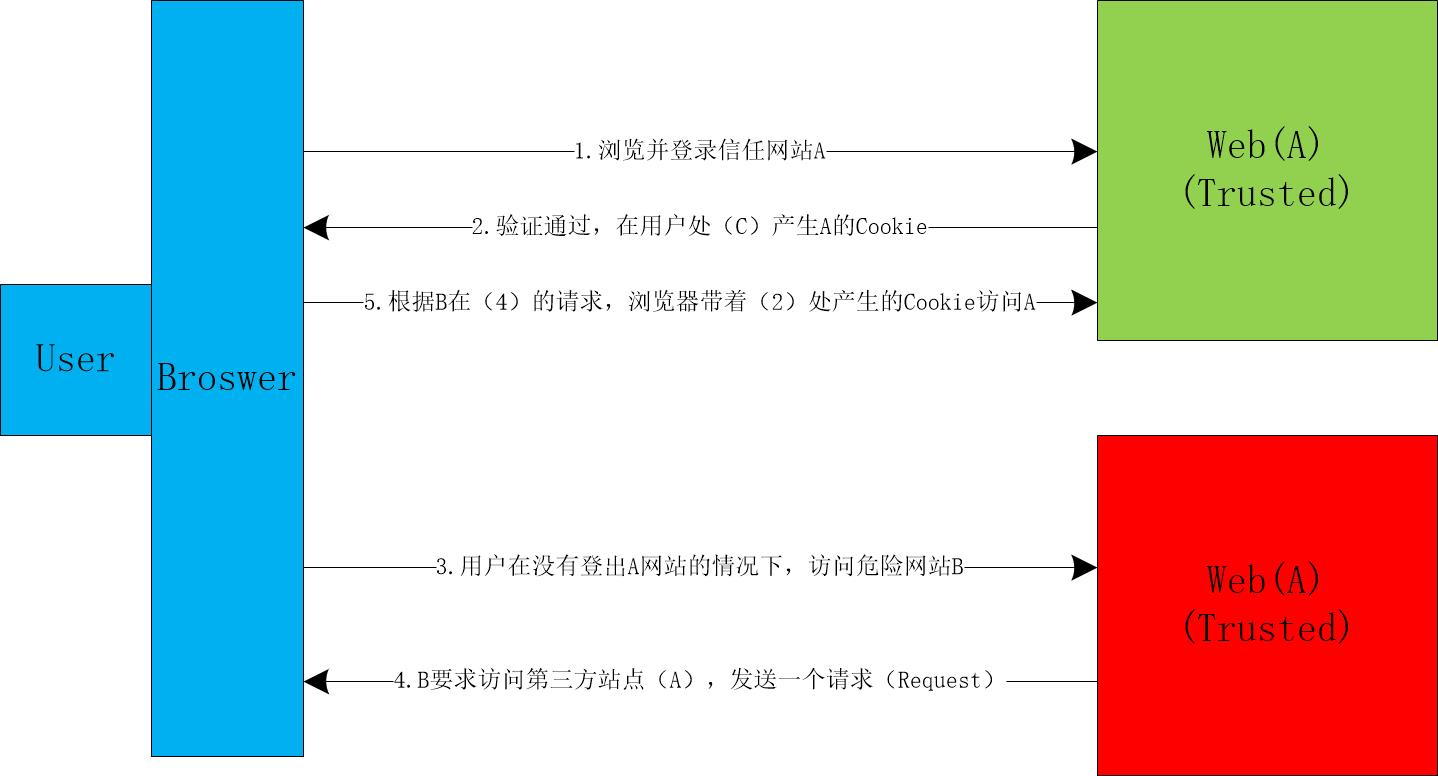 1.浏览并登录信任网站A
Web(A)
(Trusted)
2.验证通过，在用户处（C）产生A的Cookie
5.根据B在（4）的请求，浏览器带着（2）处产生的Cookie访问A
User
Broswer
3.用户在没有登出A网站的情况下，访问危险网站B
Web(A)
(Trusted)
4.B要求访问第三方站点（A），发送一个请求（Request）